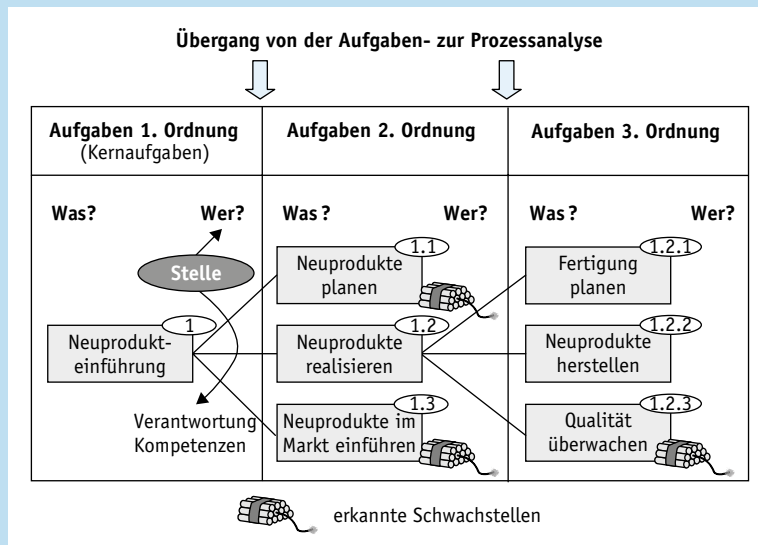 Übergang von der Aufgaben- zur Prozessanalyse
Aufgaben 1. Ordnung
(Kernaufgaben)
Aufgaben 2. Ordnung
Aufgaben 3. Ordnung
Was?
Wer?
Was?
Wer?
Was?
Wer?
Stelle
1
Neuprodukt-
einführung
Verantwortung
Kompetenzen
1.1
Neuprodukte
planen
1.2
Neuprodukte
realisieren
1.3
Neuprodukte im
Markt einführen
1.2.1
Fertigung
planen
1.2.2
Neuprodukte
herstellen
1.2.3
Qualität
überwachen
erkannte Schwachstellen